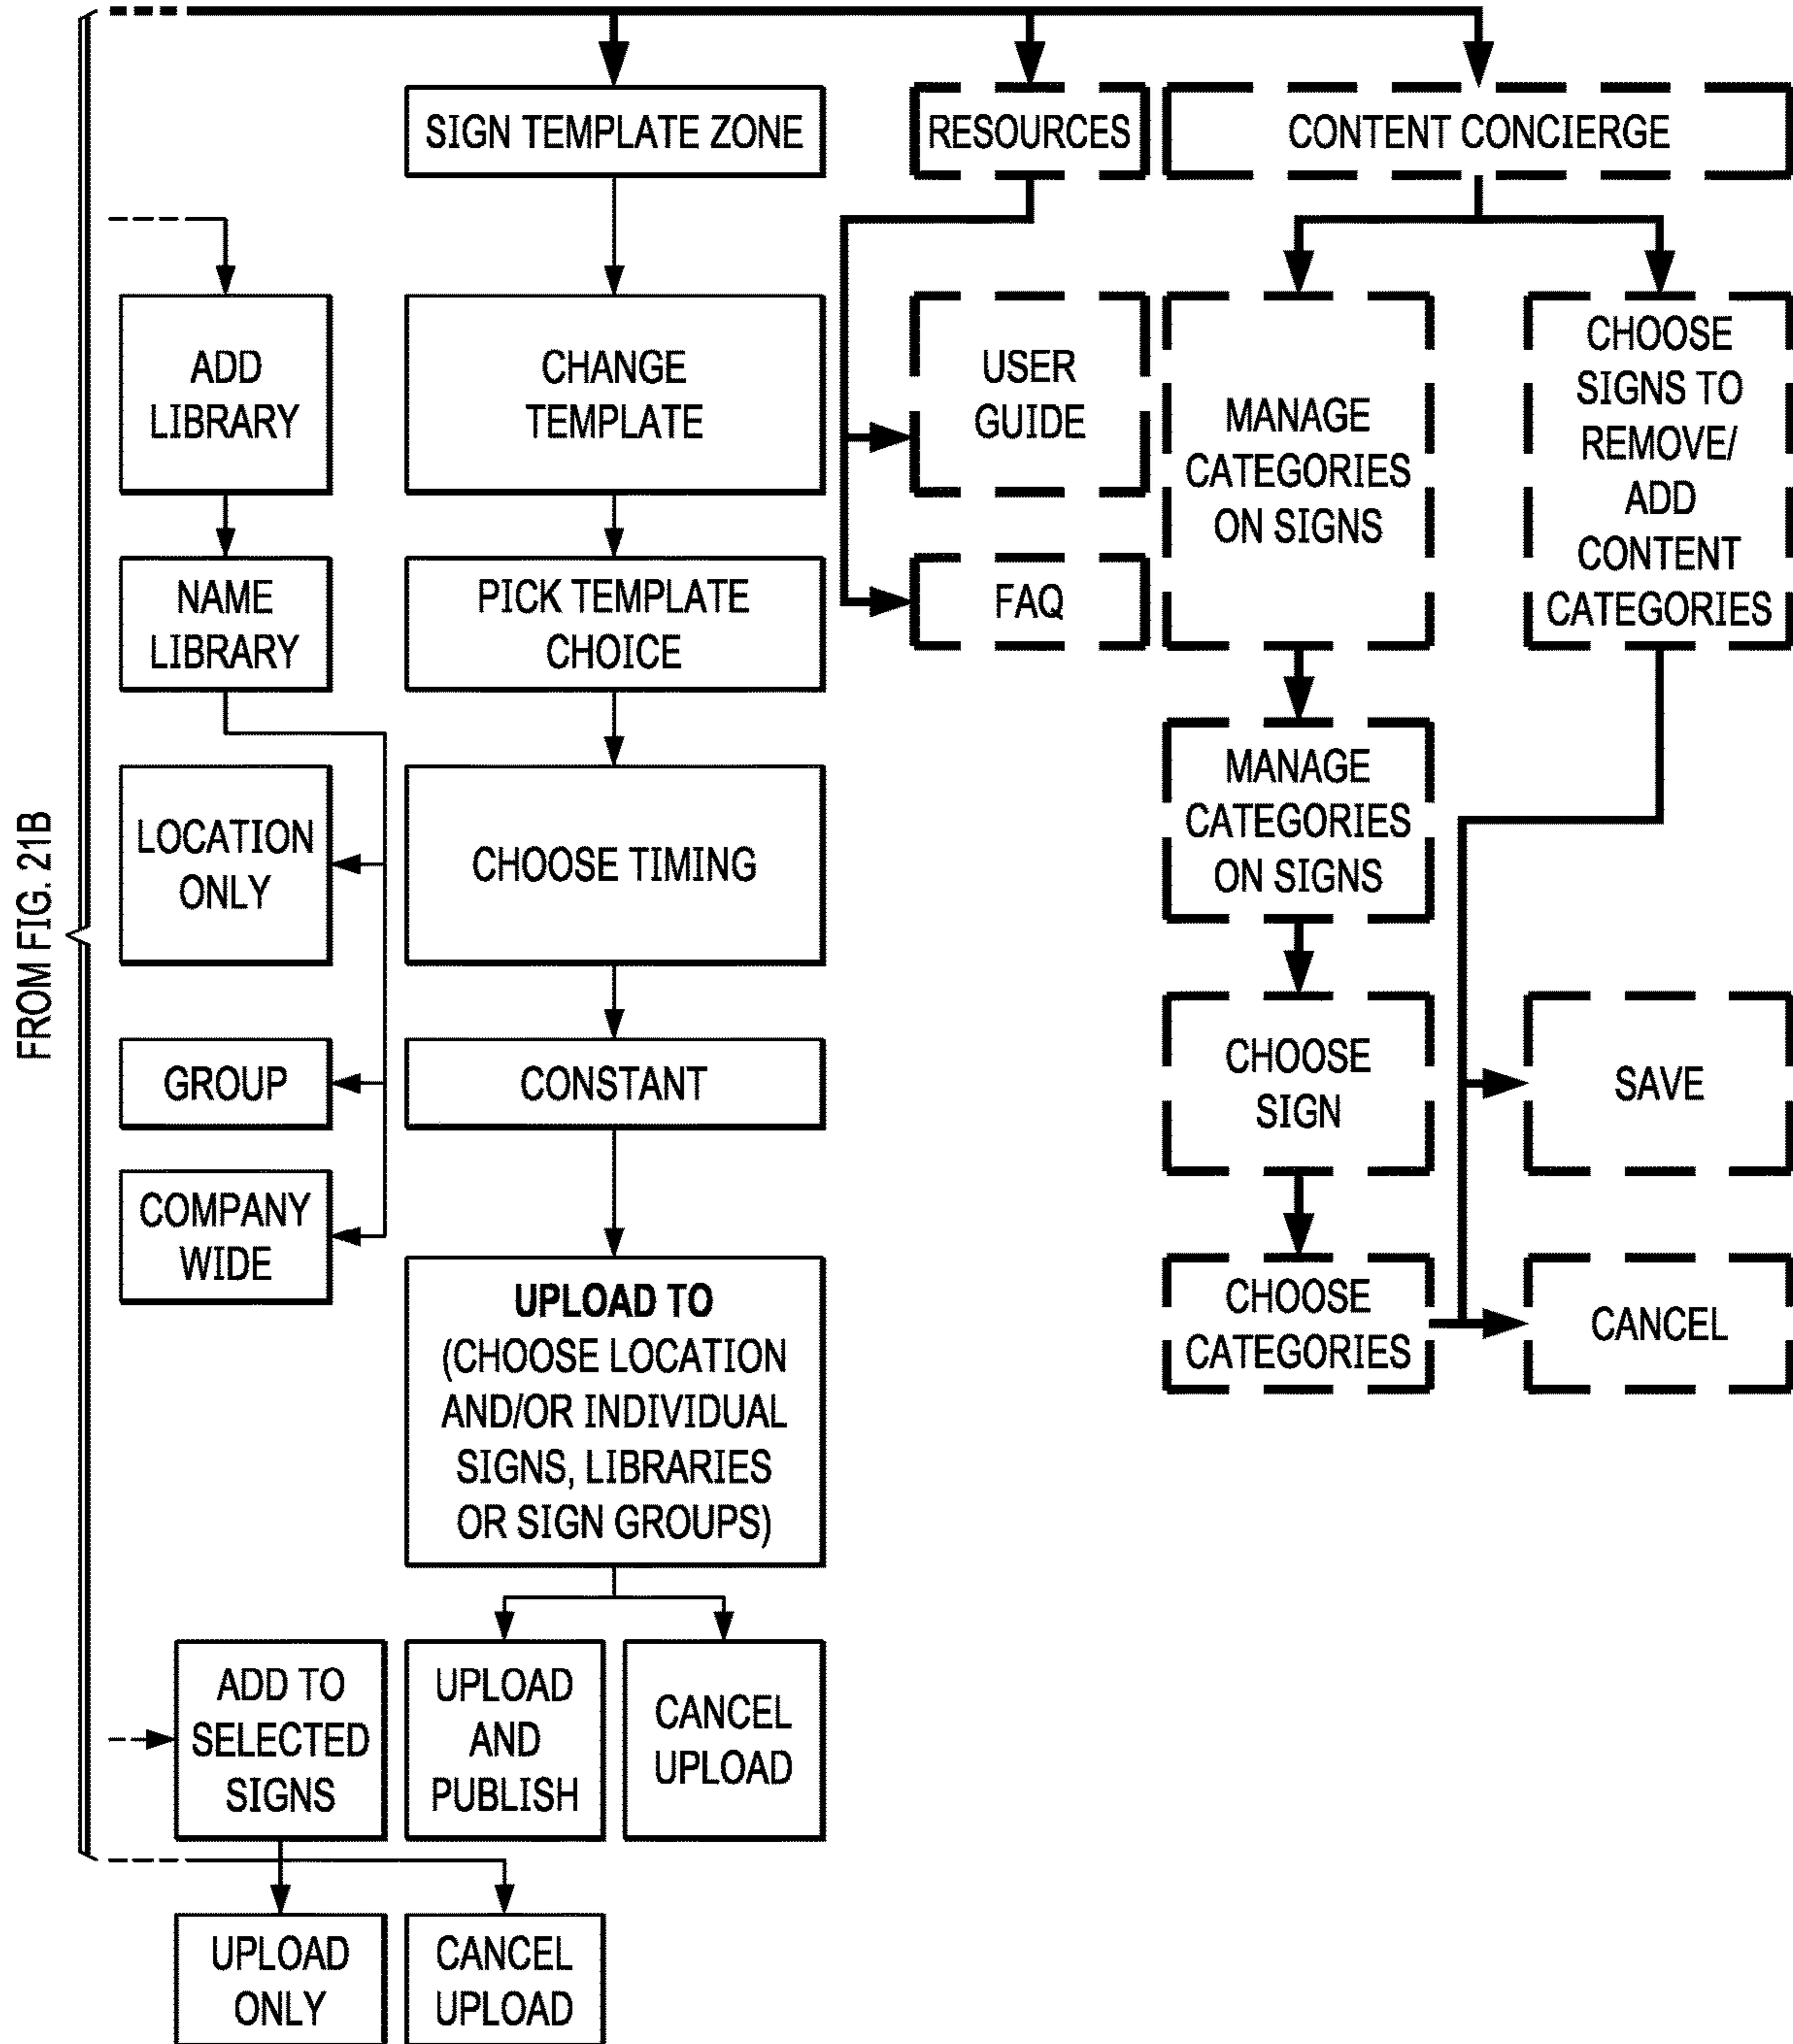 FROM FIG. 21B
SIGN TEMPLATE ZONE
RESOURCES
CONTENT CONCIERGE
ADD
LIBRARY
NAME
LIBRARY
LOCATION
ONLY
GROUP
COMPANY
WIDE
CHANGE
TEMPLATE
PICK TEMPLATE
CHOICE
CHOOSE TIMING
CONSTANT
UPLOAD TO
(CHOOSE LOCATION
AND/OR INDIVIDUAL
SIGNS, LIBRARIES
OR SIGN GROUPS)
ADD TO
SELECTED
SIGNS
UPLOAD
AND
PUBLISH
CANCEL
UPLOAD
UPLOAD
ONLY
CANCEL
UPLOAD
USER
GUIDE
FAQ
MANAGE
CATEGORIES
ON SIGNS
MANAGE
CATEGORIES
ON SIGNS
CHOOSE
SIGN
CHOOSE
CATEGORIES
CHOOSE
SIGNS TO
REMOVE/
ADD
CONTENT
CATEGORIES
SAVE
CANCEL